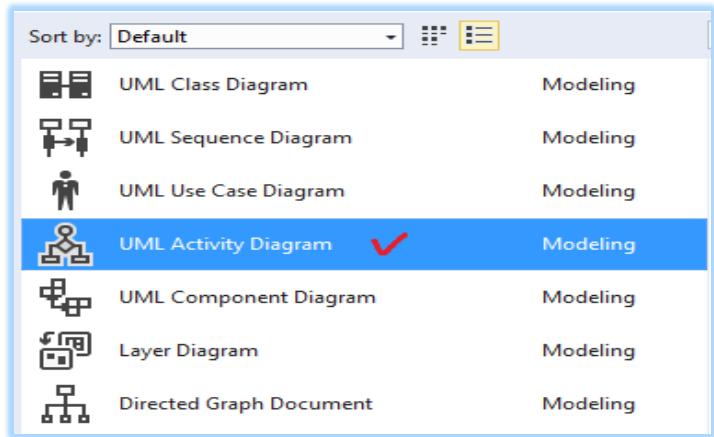 Sort by: Default
UML Class Diagram Modeling
UML Sequence Diagram Modeling
UML Use Case Diagram Modeling
UML Activity Diagram Modeling
UML Component Diagram Modeling
Layer Diagram Modeling
Directed Graph Document Modeling